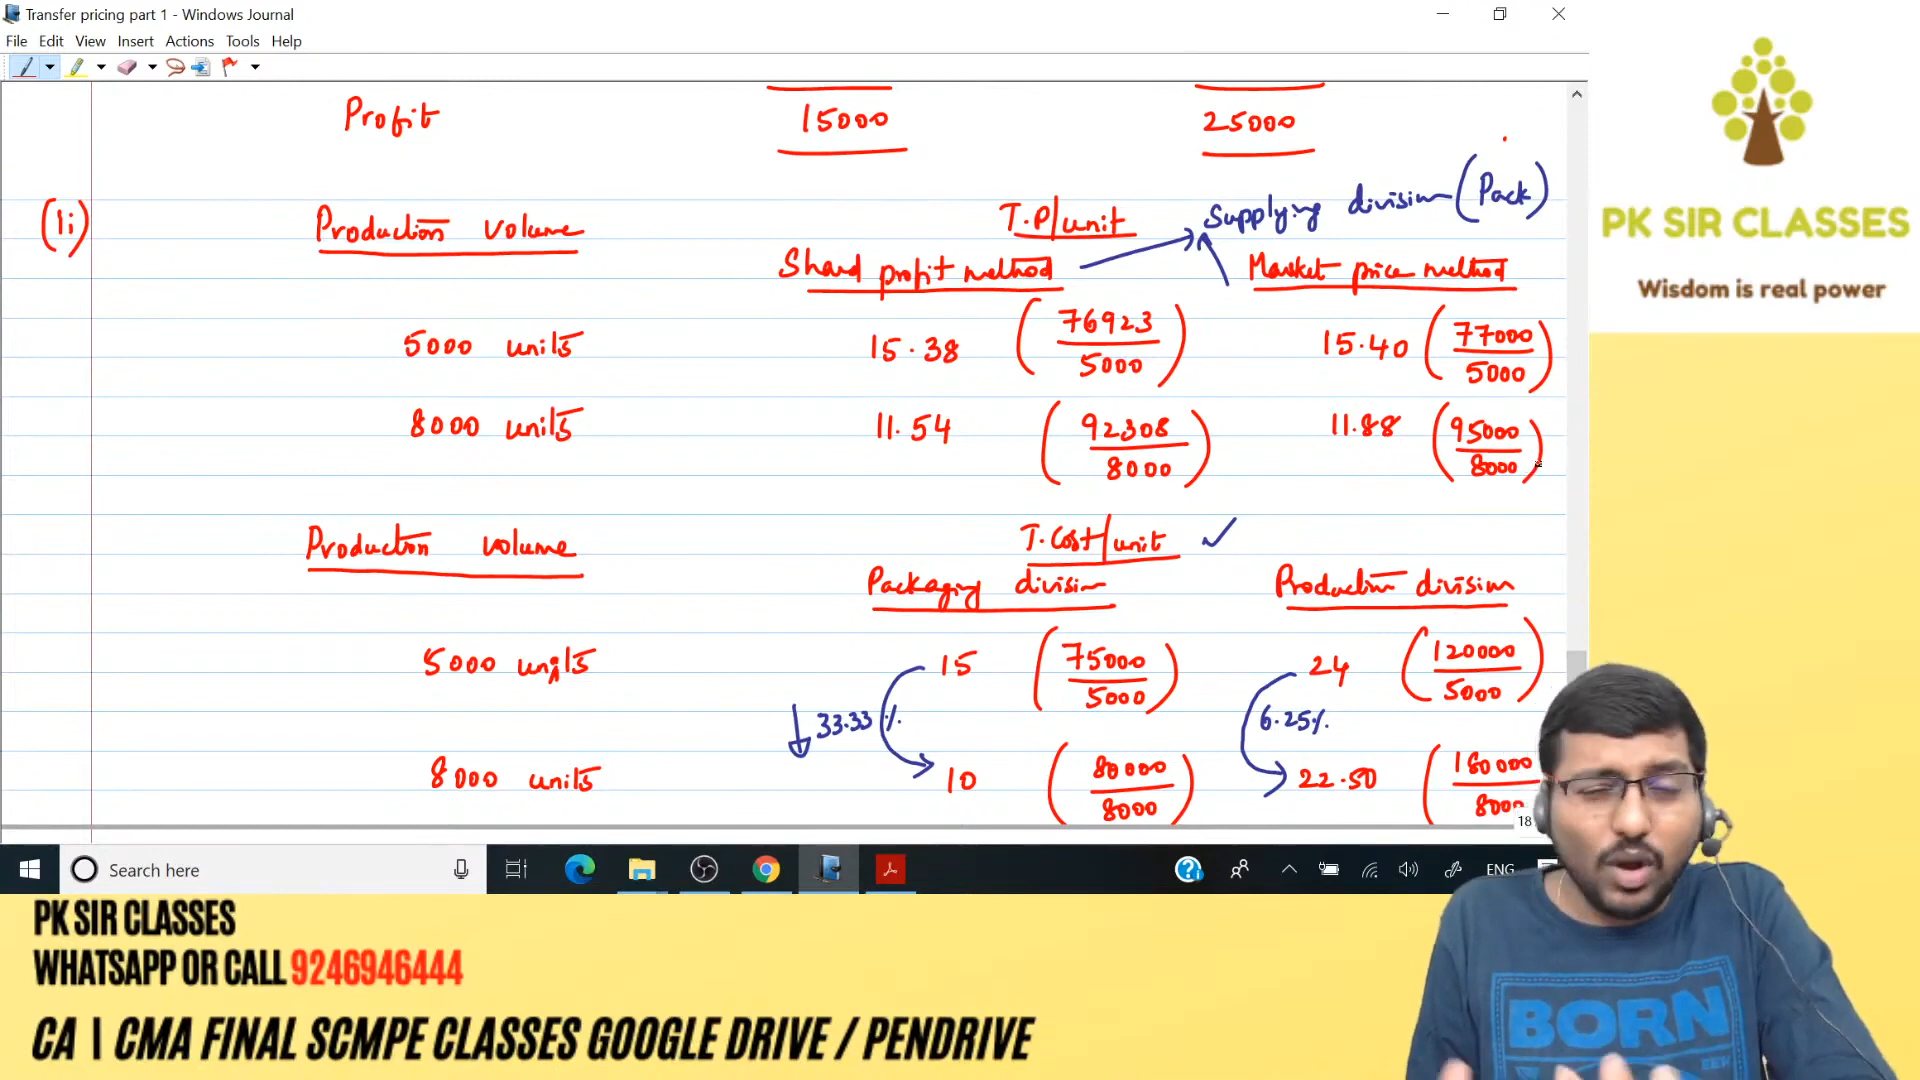 Transfer pricing part 1 - Windows Journal
File Edit View Insert Actions Tools Help
Profit 15000 25000
(ii) Production volume T.P/unit Supplying division (Pack)
Shared profit method Market price method
5000 units 15.38 (76923/5000) 15.40 (77000/5000)
8000 units 11.54 (92308/8000) 11.88 (95000/8000)
Production volume T.Cost/unit ✓
Packaging division Production division
5000 units 15 (75000/5000) 24 (120000/5000)
↓ 33.33% 6.25%
8000 units 10 (80000/8000) 22.50 (180000/8000
18
Search here
ENG
PK SIR CLASSES
Wisdom is real power
PK SIR CLASSES
WHATSAPP OR CALL 9246946444
CA \ CMA FINAL SCMPE CLASSES GOOGLE DRIVE / PENDRIVE
BORN